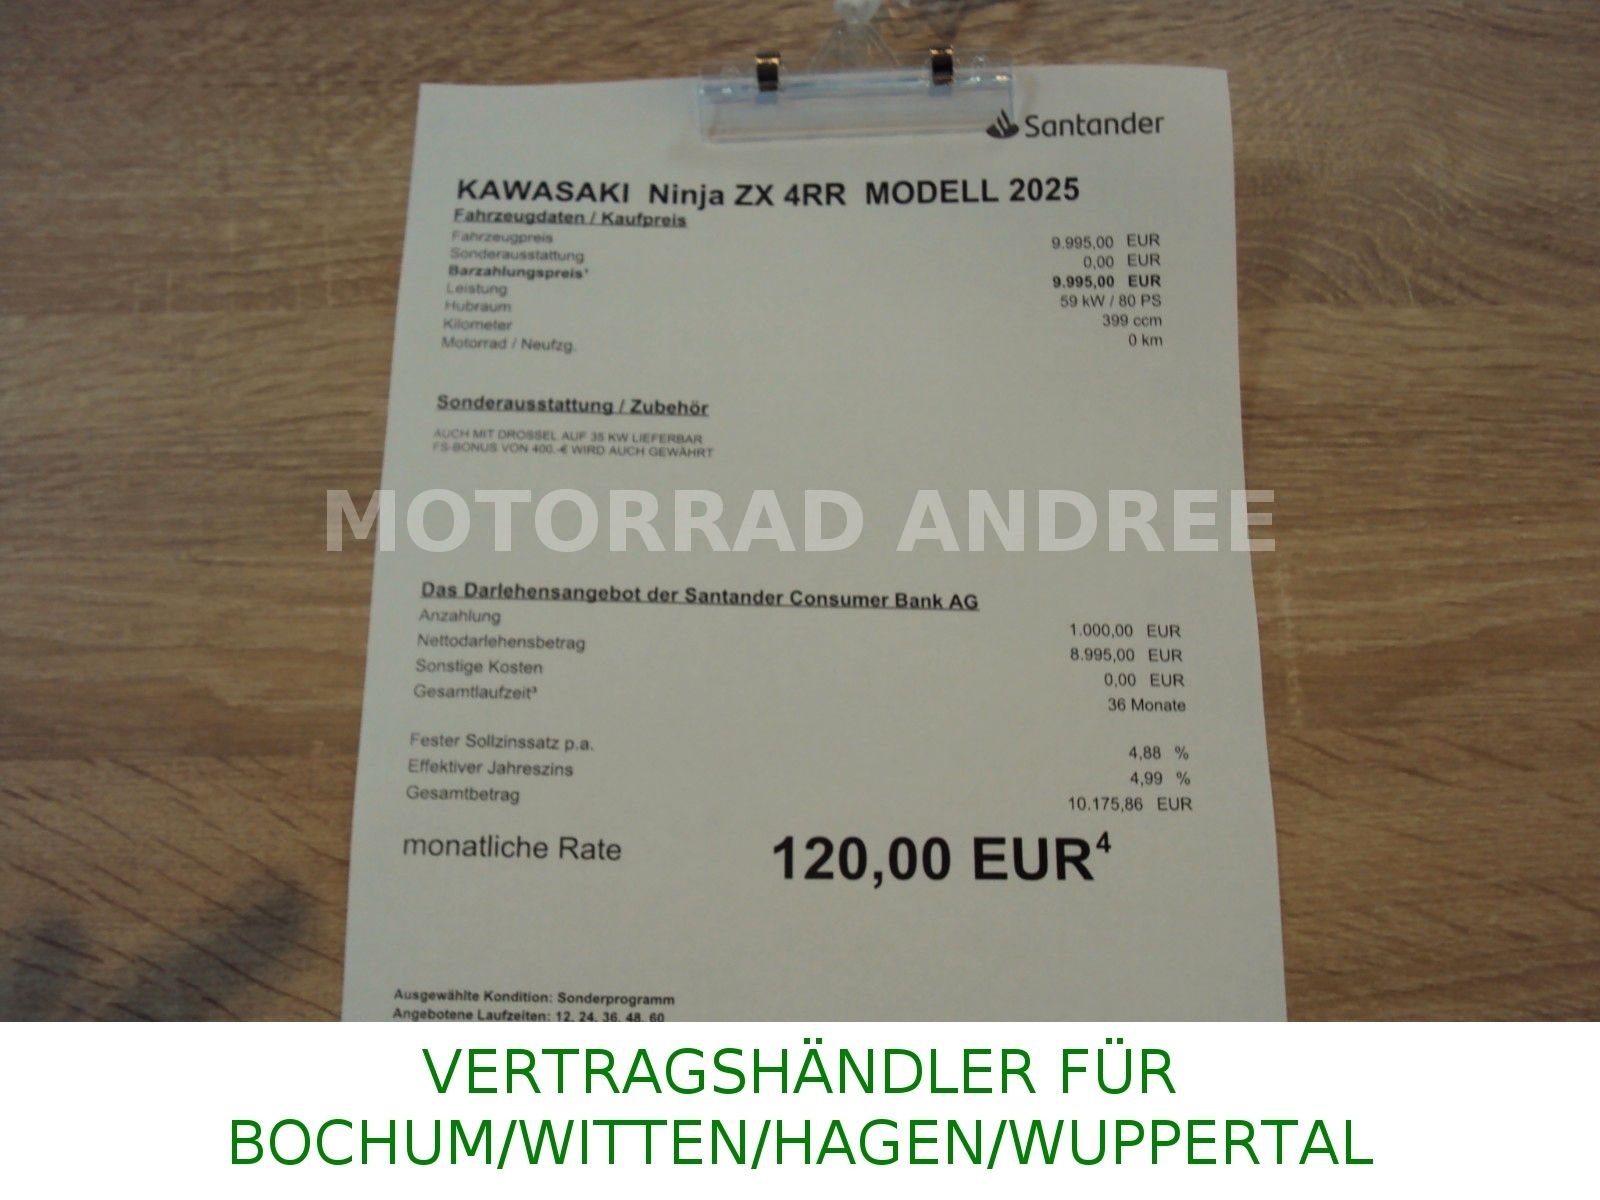 Santander
KAWASAKI Ninja ZX 4RR MODELL 2025
Fahrzeugdaten / Kaufpreis
Fahrzeugpreis 9.995,00 EUR
Sonderausstattung 0,00 EUR
Barzahlungspreis¹ 9.995,00 EUR
Leistung 59 kW / 80 PS
Hubraum 399 ccm
Kilometer 0 km
Motorrad / Neufzg.
Sonderausstattung / Zubehör
AUCH MIT DROSSEL AUF 35 KW LIEFERBAR
FS-BONUS VON 400.-€ WIRD AUCH GEWÄHRT
MOTORRAD ANDREE
Das Darlehensangebot der Santander Consumer Bank AG
Anzahlung 1.000,00 EUR
Nettodarlehensbetrag 8.995,00 EUR
Sonstige Kosten 0,00 EUR
Gesamtlaufzeit³ 36 Monate
Fester Sollzinssatz p.a. 4,88 %
Effektiver Jahreszins 4,99 %
Gesamtbetrag 10.175,86 EUR
monatliche Rate 120,00 EUR⁴
Ausgewählte Kondition: Sonderprogramm
Angebotene Laufzeiten: 12, 24, 36, 48, 60
VERTRAGSHÄNDLER FÜR
BOCHUM/WITTEN/HAGEN/WUPPERTAL